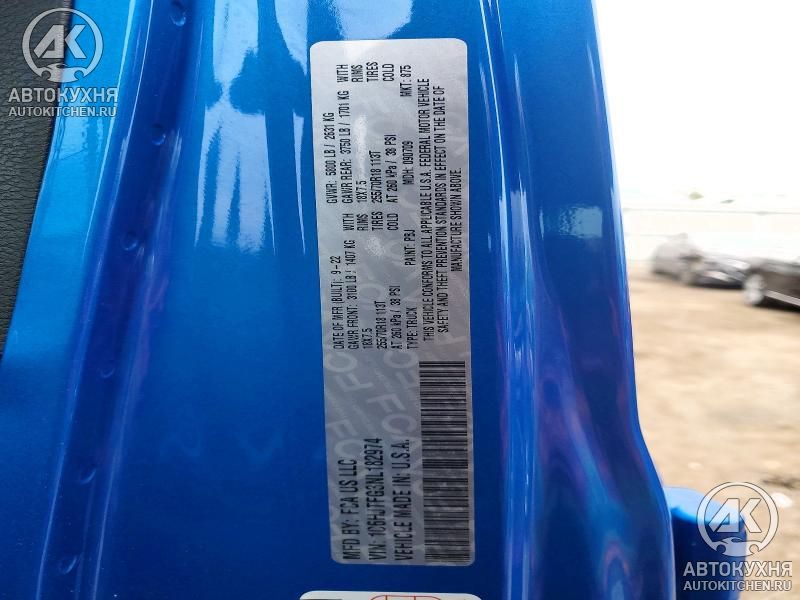 АВТОКУХНЯ
AUTOKITCHEN.RU
MFD BY: FCA US LLC
DATE OF MFR (BUILT): 9-22
GVWR: 5800 LB / 2631 KG
GAWR FRONT: 3100 LB / 1407 KG
WITH
18X7.5
RIMS
255/70R18 113T
TIRES
AT 260 kPa / 38 PSI
COLD
GAWR REAR: 3750 LB / 1701 KG
WITH
18X7.5
RIMS
255/70R18 113T
TIRES
AT 260 kPa / 38 PSI
COLD
TYPE: TRUCK
PAINT: PBJ
MDH: 090709
MKT: 875
THIS VEHICLE CONFORMS TO ALL APPLICABLE U.S.A. FEDERAL MOTOR VEHICLE
SAFETY AND THEFT PREVENTION STANDARDS IN EFFECT ON THE DATE OF
MANUFACTURE SHOWN ABOVE.
VIN: 1C6HJTFG3NL182974
VEHICLE MADE IN: U.S.A.
АВТОКУХНЯ
AUTOKITCHEN.RU